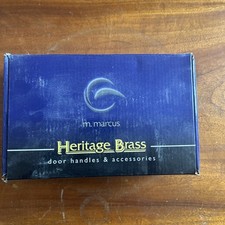 m.marcus
Heritage Brass
door handles & accessories